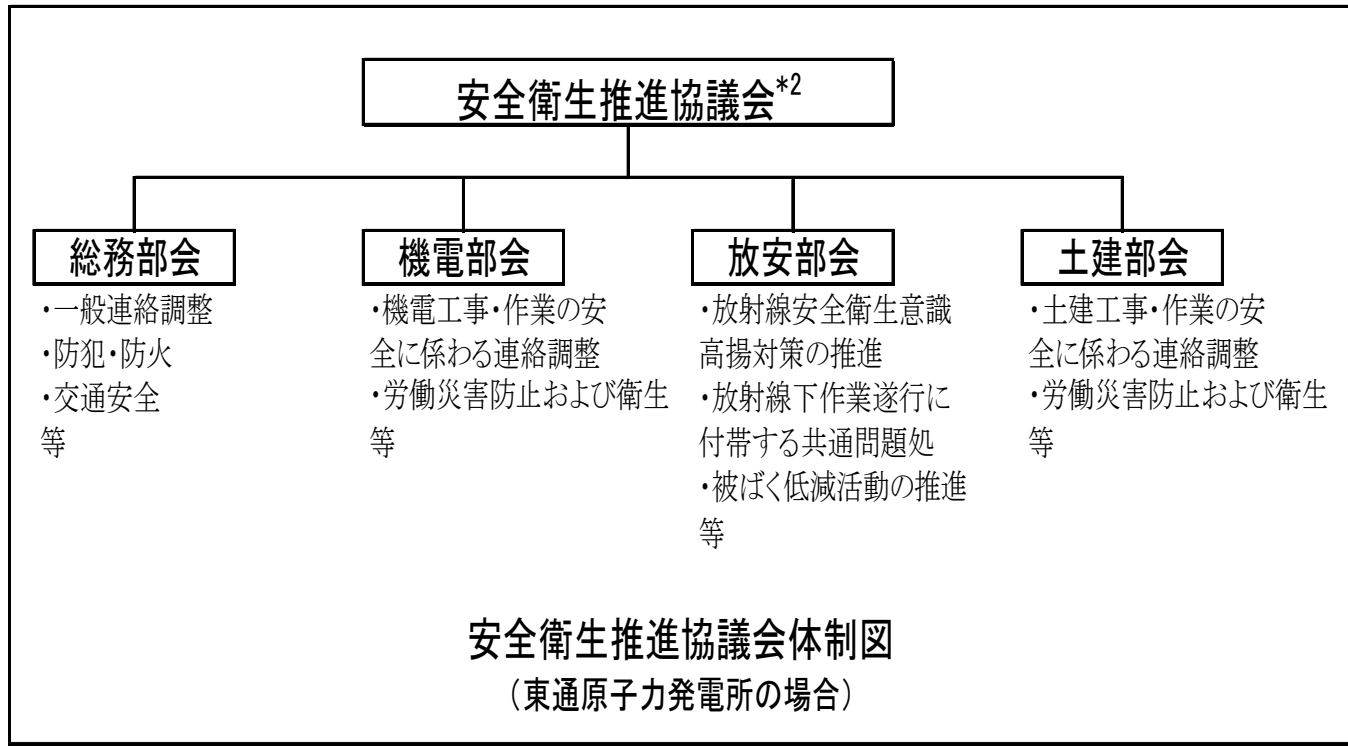 安全衛生推進協議会*2
総務部会
・一般連絡調整
・防犯・防火
・交通安全
等
機電部会
・機電工事・作業の安
全に係わる連絡調整
・労働災害防止および衛生
等
放安部会
・放射線安全衛生意識
高揚対策の推進
・放射線下作業遂行に
付帯する共通問題処
・被ばく低減活動の推進
等
土建部会
・土建工事・作業の安
全に係わる連絡調整
・労働災害防止および衛生
等
安全衛生推進協議会体制図
（東通原子力発電所の場合）